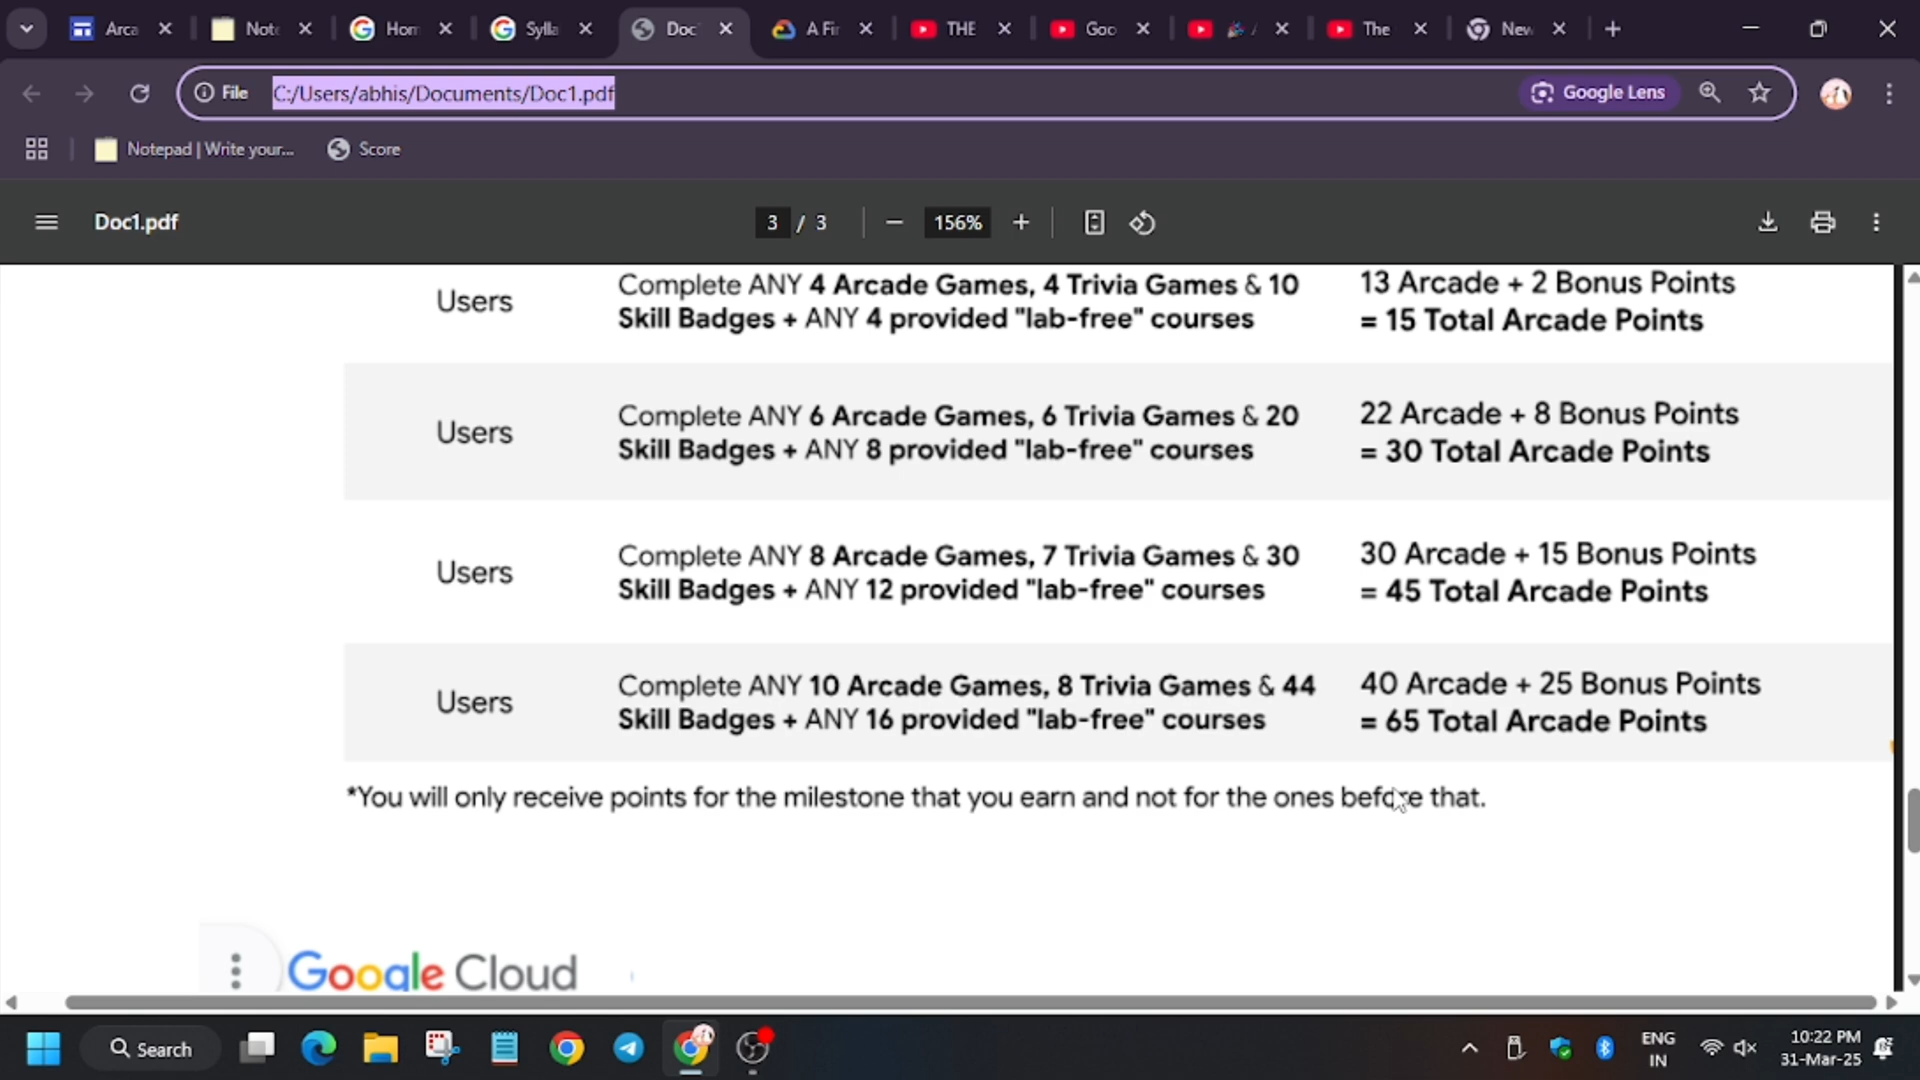 Arca
Note
Hom
Sylla
Doc
A Fir
THE
Goo
The
New
File
C:/Users/abhis/Documents/Doc1.pdf
Google Lens
Notepad | Write your...
Score
Doc1.pdf
3 / 3
156%
Users
Complete ANY 4 Arcade Games, 4 Trivia Games & 10
Skill Badges + ANY 4 provided "lab-free" courses
13 Arcade + 2 Bonus Points
= 15 Total Arcade Points
Users
Complete ANY 6 Arcade Games, 6 Trivia Games & 20
Skill Badges + ANY 8 provided "lab-free" courses
22 Arcade + 8 Bonus Points
= 30 Total Arcade Points
Users
Complete ANY 8 Arcade Games, 7 Trivia Games & 30
Skill Badges + ANY 12 provided "lab-free" courses
30 Arcade + 15 Bonus Points
= 45 Total Arcade Points
Users
Complete ANY 10 Arcade Games, 8 Trivia Games & 44
Skill Badges + ANY 16 provided "lab-free" courses
40 Arcade + 25 Bonus Points
= 65 Total Arcade Points
*You will only receive points for the milestone that you earn and not for the ones before that.
Google Cloud
Search
ENG
IN
10:22 PM
31-Mar-25